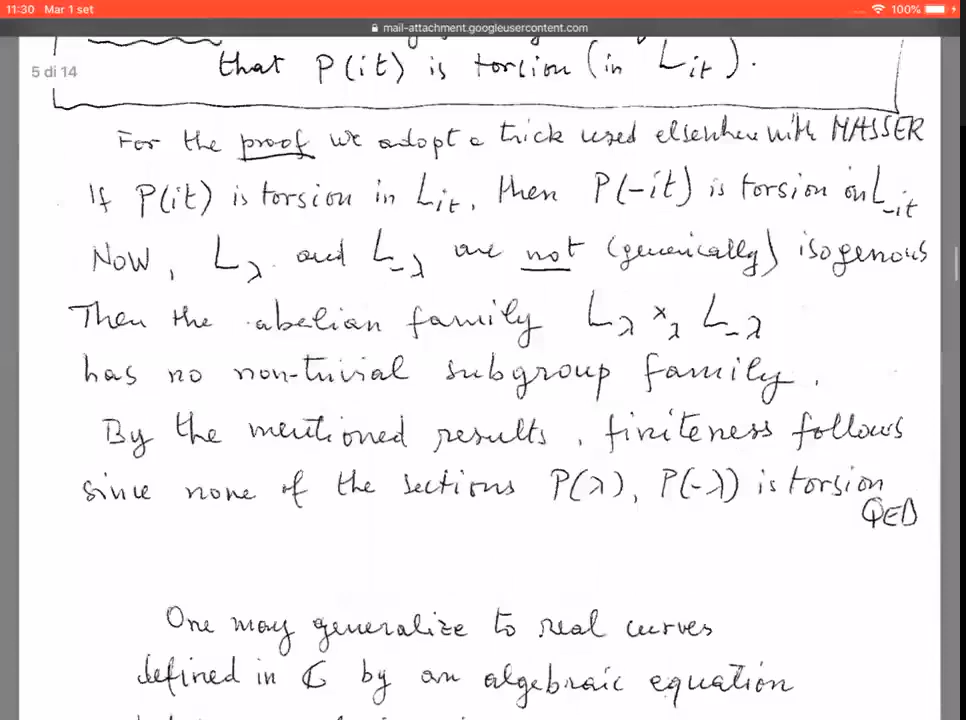 11:30 Mar 1 set
100%
mail-attachment.googleusercontent.com
5 di 14
that P(it) is torsion (in L_it).
For the proof we adopt a trick used elsewhere with MASSER
If P(it) is torsion in L_it, then P(-it) is torsion on L_-it
Now, L_λ and L_-λ are not (generically) isogenous
Then the abelian family L_λ ×_λ L_-λ
has no non-trivial subgroup family.
By the mentioned results, finiteness follows
since none of the sections P(λ), P(-λ) is torsion
QED
One may generalize to real curves
defined in ℂ by an algebraic equation